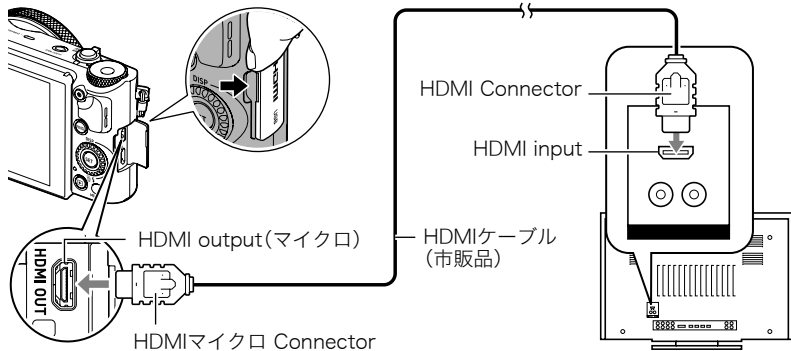 DISP
HDMI Connector
HDMI input
SET
HDMI output（マイクロ）
HDMI OUT
HDMIケーブル
（市販品）
HDMIマイクロ Connector